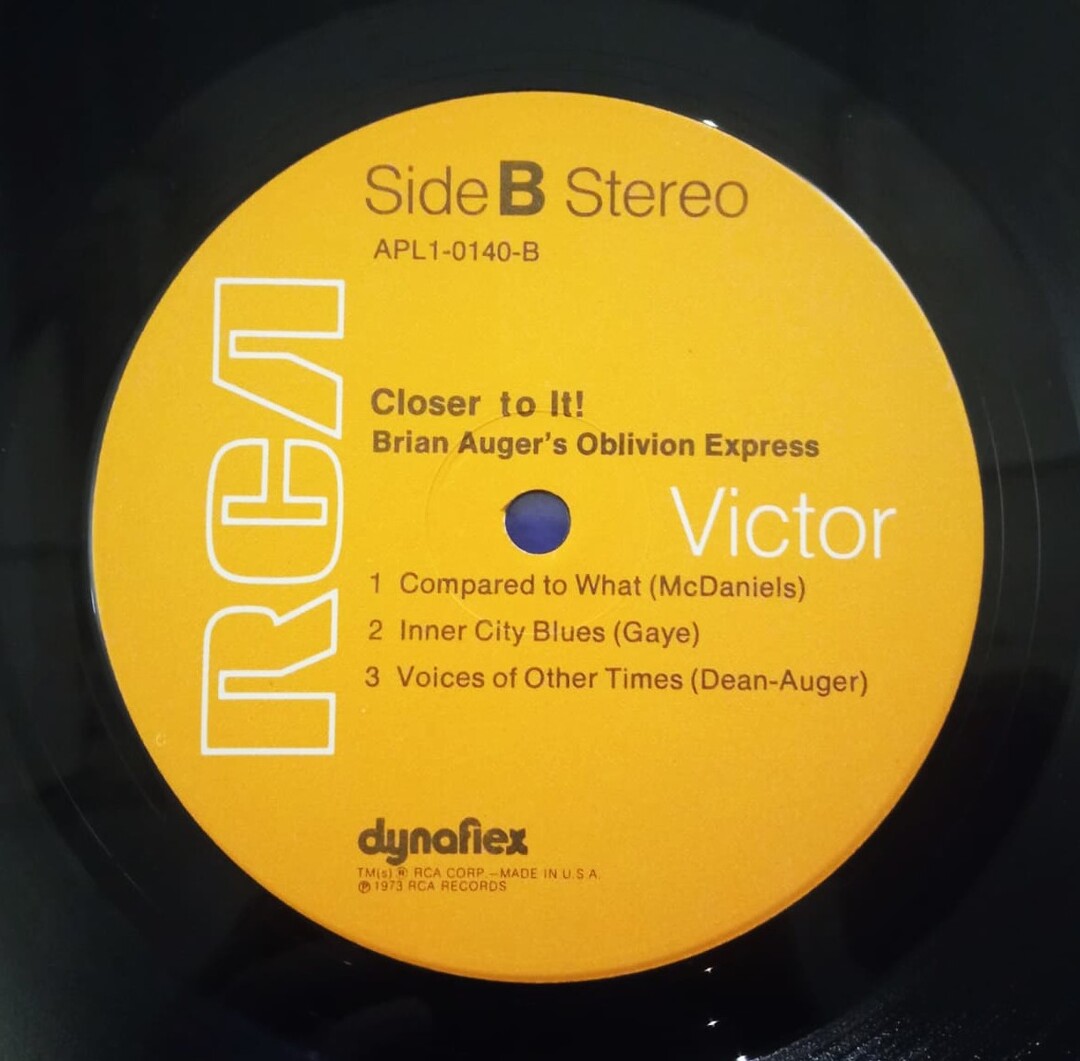 Side B Stereo
APL1-0140-B
RCA
Closer to It!
Brian Auger's Oblivion Express
Victor
1 Compared to What (McDaniels)
2 Inner City Blues (Gaye)
3 Voices of Other Times (Dean-Auger)
dynaflex
TM(s) ® RCA CORP.—MADE IN U.S.A.
℗ 1973 RCA RECORDS